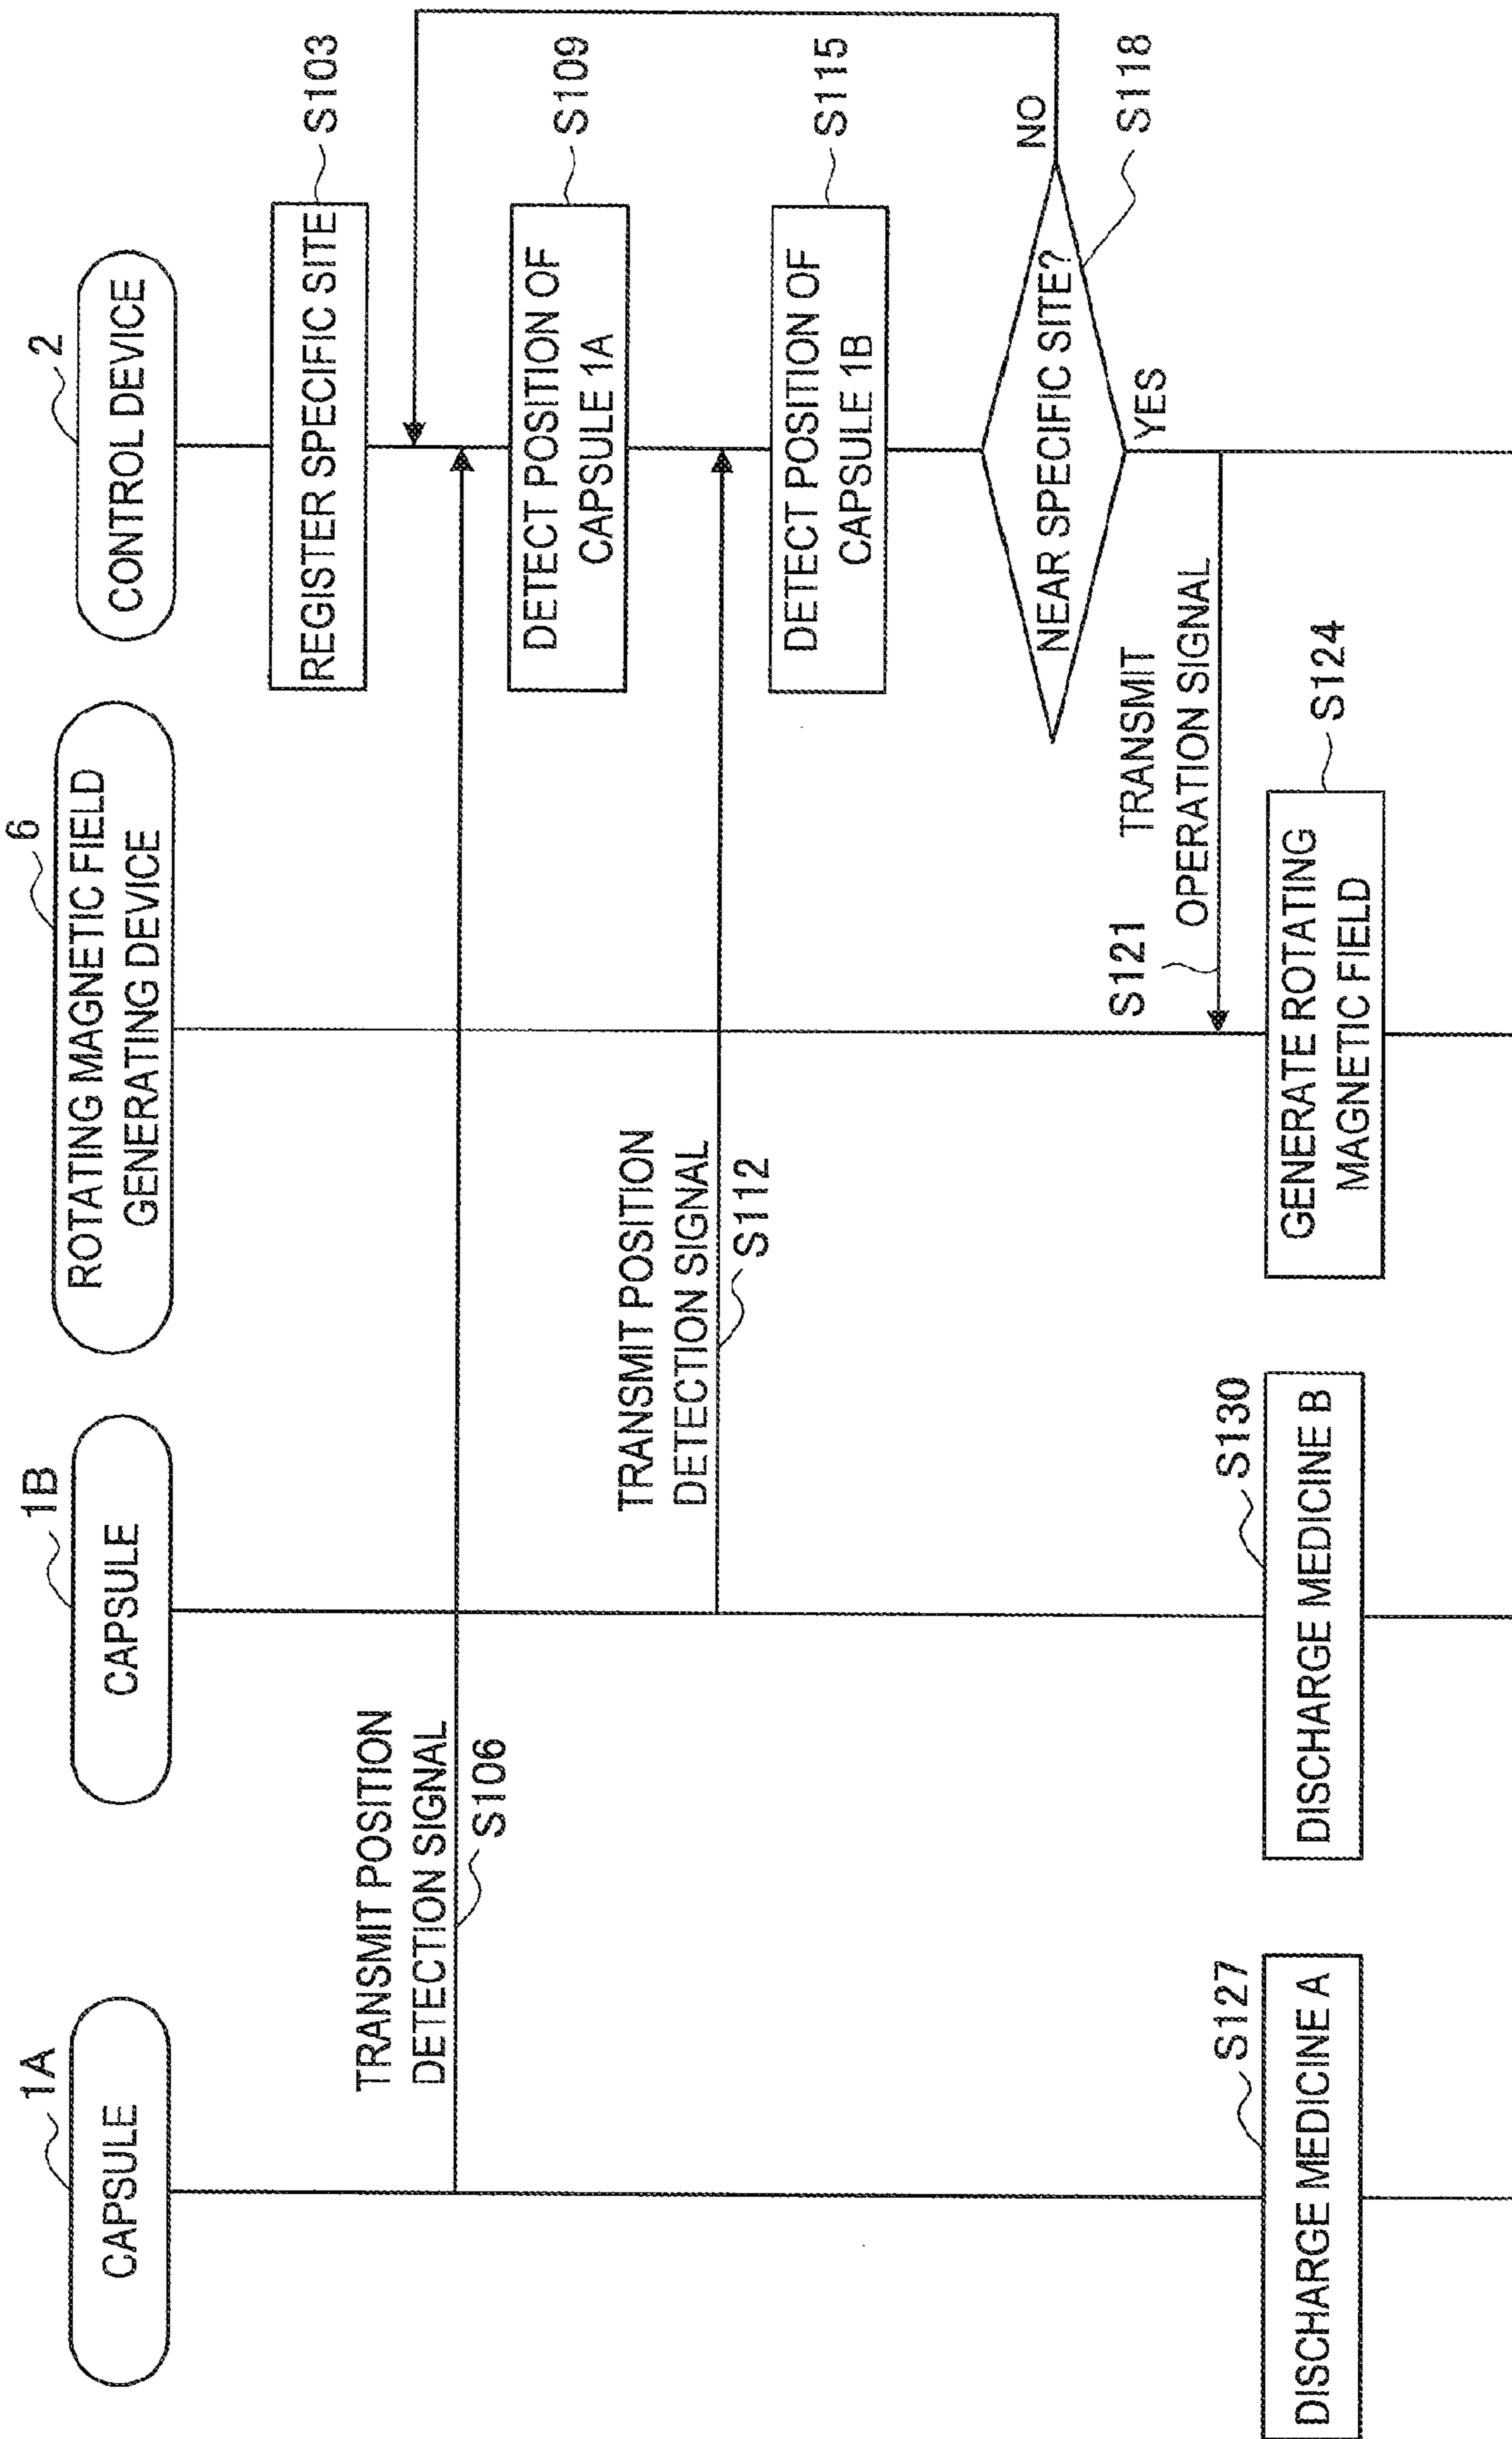 1A
CAPSULE
1B
CAPSULE
6
ROTATING MAGNETIC FIELD
GENERATING DEVICE
2
CONTROL DEVICE
REGISTER SPECIFIC SITE
S103
TRANSMIT POSITION
DETECTION SIGNAL
S106
DETECT POSITION OF
CAPSULE 1A
S109
TRANSMIT POSITION
DETECTION SIGNAL
S112
DETECT POSITION OF
CAPSULE 1B
S115
NEAR SPECIFIC SITE?
NO
S118
YES
S121
TRANSMIT
OPERATION SIGNAL
GENERATE ROTATING
MAGNETIC FIELD
S124
S127
DISCHARGE MEDICINE A
S130
DISCHARGE MEDICINE B